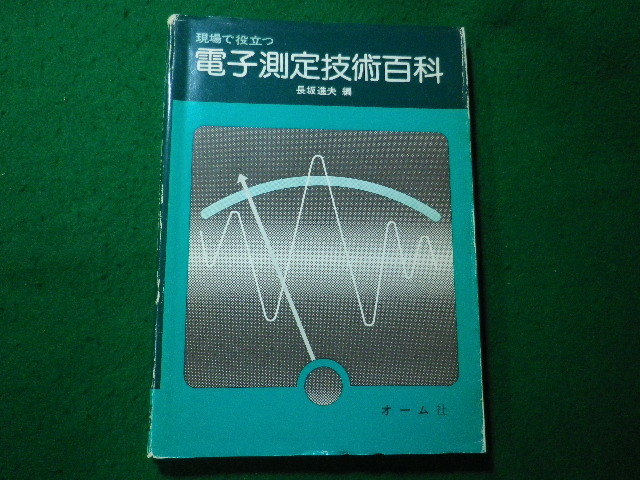 現場で役立つ
電子測定技術百科
長坂進夫 編
オーム社